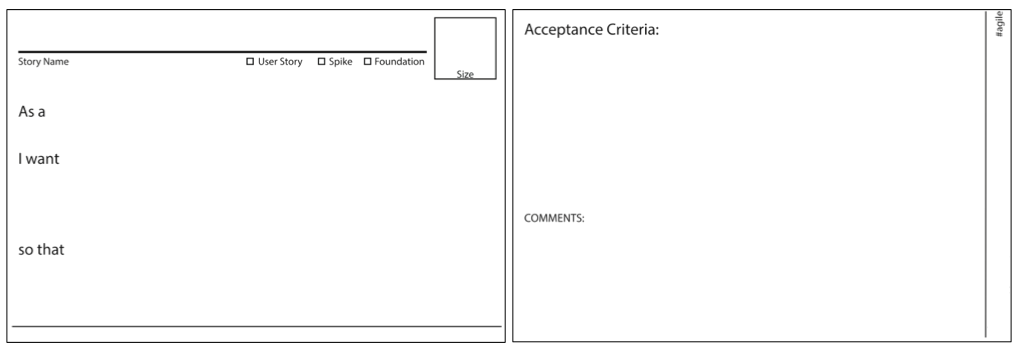 Story Name
☐ User Story ☐ Spike ☐ Foundation
Size
As a
I want
so that
Acceptance Criteria:
COMMENTS:
#agile